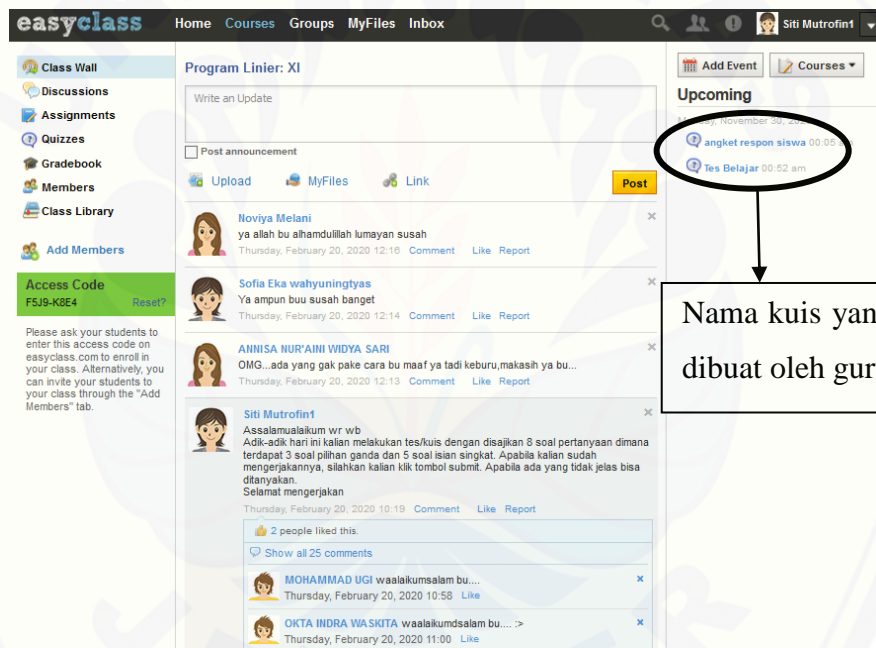 easyclass
Home Courses Groups MyFiles Inbox
Siti Mutrofin1
Class Wall
Discussions
Assignments
Quizzes
Gradebook
Members
Class Library
Add Members
Access Code
F5J9-K8E4 Reset?
Please ask your students to
enter this access code on
easyclass.com to enroll in
your class. Alternatively, you
can invite your students to
your class through the "Add
Members" tab.
Program Linier: XI
Write an Update
Post announcement
Upload MyFiles Link
Post
Noviya Melani
ya allah bu alhamdulillah lumayan susah
Thursday, February 20, 2020 12:16 Comment Like Report
Sofia Eka wahyuningtyas
Ya ampun buu susah banget
Thursday, February 20, 2020 12:14 Comment Like Report
ANNISA NUR'AINI WIDYA SARI
OMG...ada yang gak pake cara bu maaf ya tadi keburu,makasih ya bu...
Thursday, February 20, 2020 12:13 Comment Like Report
Siti Mutrofin1
Assalamualaikum wr wb
Adik-adik hari ini kalian melakukan tes/kuis dengan disajikan 8 soal pertanyaan dimana
terdapat 3 soal pilihan ganda dan 5 soal isian singkat. Apabila kalian sudah
mengerjakannya, silahkan kalian klik tombol submit. Apabila ada yang tidak jelas bisa
ditanyakan.
Selamat mengerjakan
Thursday, February 20, 2020 10:19 Comment Like Report
2 people liked this.
Show all 25 comments
MOHAMMAD UGI waalaikumsalam bu....
Thursday, February 20, 2020 10:58 Like
OKTA INDRA WASKITA waalaikumdsalam bu.... :>
Thursday, February 20, 2020 11:00 Like
Add Event Courses
Upcoming
November 30,
angket respon siswa 00:05
Tes Belajar 00:52 am
Nama kuis yan
dibuat oleh gur